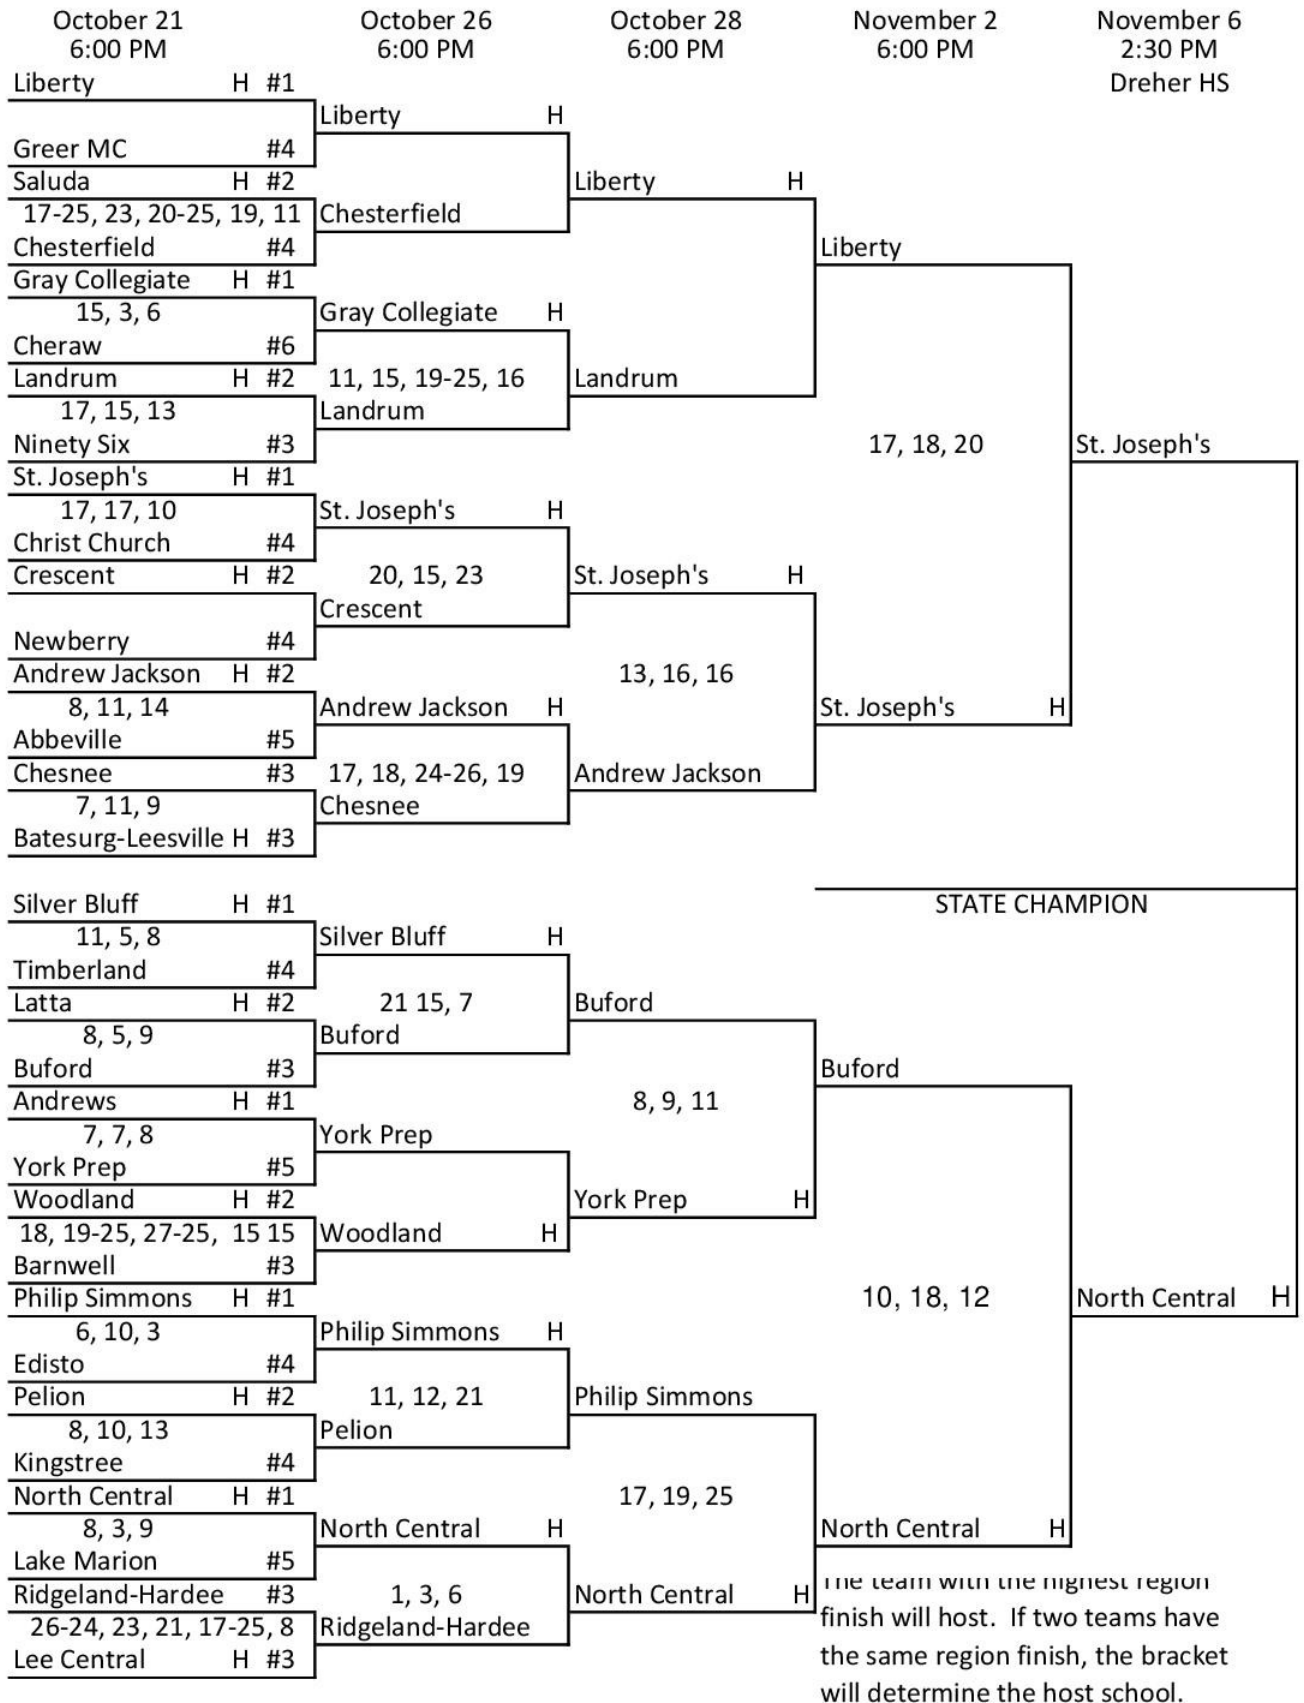 October 21 October 26 October 28 November 2 November 6
6:00 PM 6:00 PM 6:00 PM 6:00 PM 2:30 PM
Liberty H #1 Dreher HS
Liberty H
Greer MC #4
Saluda H #2 Liberty H
17-25, 23, 20-25, 19, 11 Chesterfield
Chesterfield #4 Liberty
Gray Collegiate H #1
15, 3, 6 Gray Collegiate H
Cheraw #6
Landrum H #2 11, 15, 19-25, 16 Landrum
17, 15, 13 Landrum
Ninety Six #3 17, 18, 20 St. Joseph's
St. Joseph's H #1
17, 17, 10 St. Joseph's H
Christ Church #4
Crescent H #2 20, 15, 23 St. Joseph's H
Crescent
Newberry #4
Andrew Jackson H #2 13, 16, 16
8, 11, 14 Andrew Jackson H St. Joseph's H
Abbeville #5
Chesnee #3 17, 18, 24-26, 19 Andrew Jackson
7, 11, 9 Chesnee
Batesurg-Leesville H #3
Silver Bluff H #1 STATE CHAMPION
11, 5, 8 Silver Bluff H
Timberland #4
Latta H #2 21 15, 7 Buford
8, 5, 9 Buford
Buford #3 Buford
Andrews H #1 8, 9, 11
7, 7, 8 York Prep
York Prep #5
Woodland H #2 York Prep H
18, 19-25, 27-25, 15 15 Woodland H
Barnwell #3
Philip Simmons H #1 10, 18, 12 North Central H
6, 10, 3 Philip Simmons H
Edisto #4
Pelion H #2 11, 12, 21 Philip Simmons
8, 10, 13 Pelion
Kingstree #4
North Central H #1 17, 19, 25
8, 3, 9 North Central H North Central H
Lake Marion #5
Ridgeland-Hardee #3 1, 3, 6 North Central H
26-24, 23, 21, 17-25, 8 Ridgeland-Hardee
Lee Central H #3
The team with the highest region
finish will host. If two teams have
the same region finish, the bracket
will determine the host school.